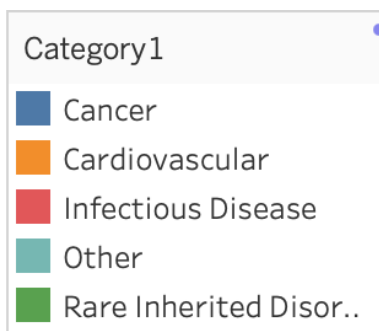 Category1
Cancer
Cardiovascular
Infectious Disease
Other
Rare Inherited Disor..